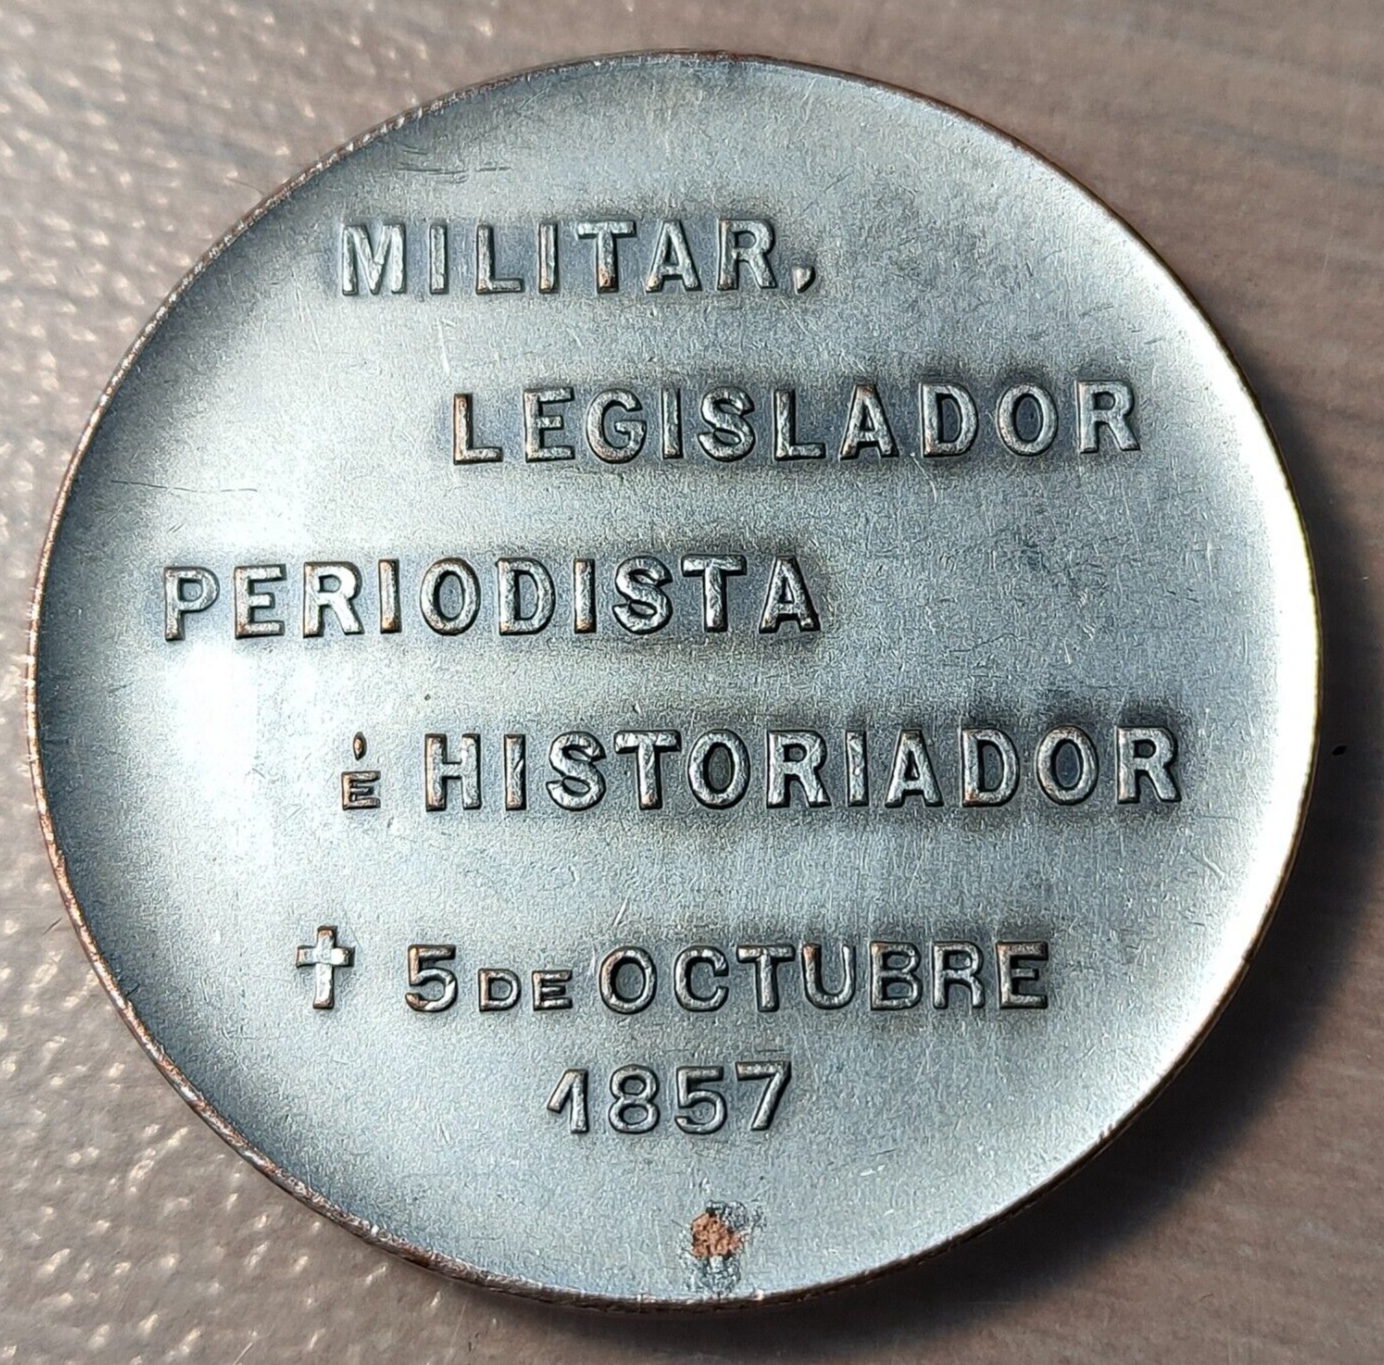 MILITAR,
LEGISLADOR
PERIODISTA
É HISTORIADOR
✝ 5 DE OCTUBRE
1857